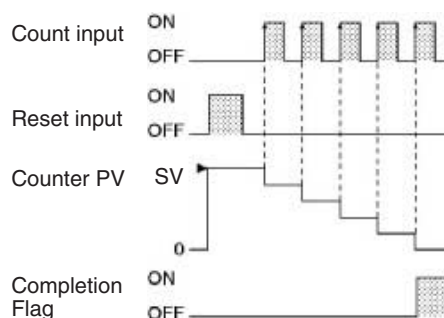 Count input
ON
OFF
Reset input
ON
OFF
Counter PV
SV
0
Completion
Flag
ON
OFF